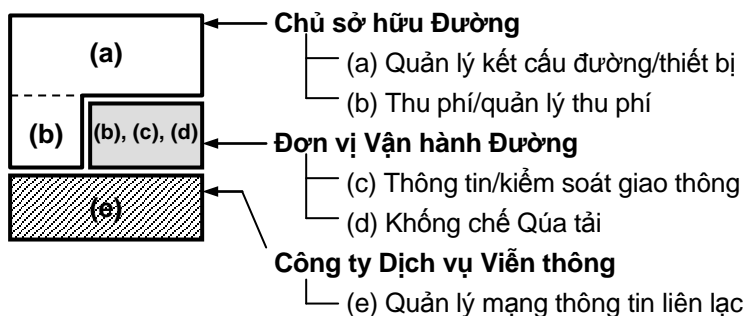 Chủ sở hữu Đường
(a)
(a) Quản lý kết cấu đường/thiết bị
(b) Thu phí/quản lý thu phí
(b)
(b), (c), (d)
Đơn vị Vận hành Đường
(c) Thông tin/kiểm soát giao thông
(d) Khống chế Qúa tải
(e)
Công ty Dịch vụ Viễn thông
(e) Quản lý mạng thông tin liên lạc